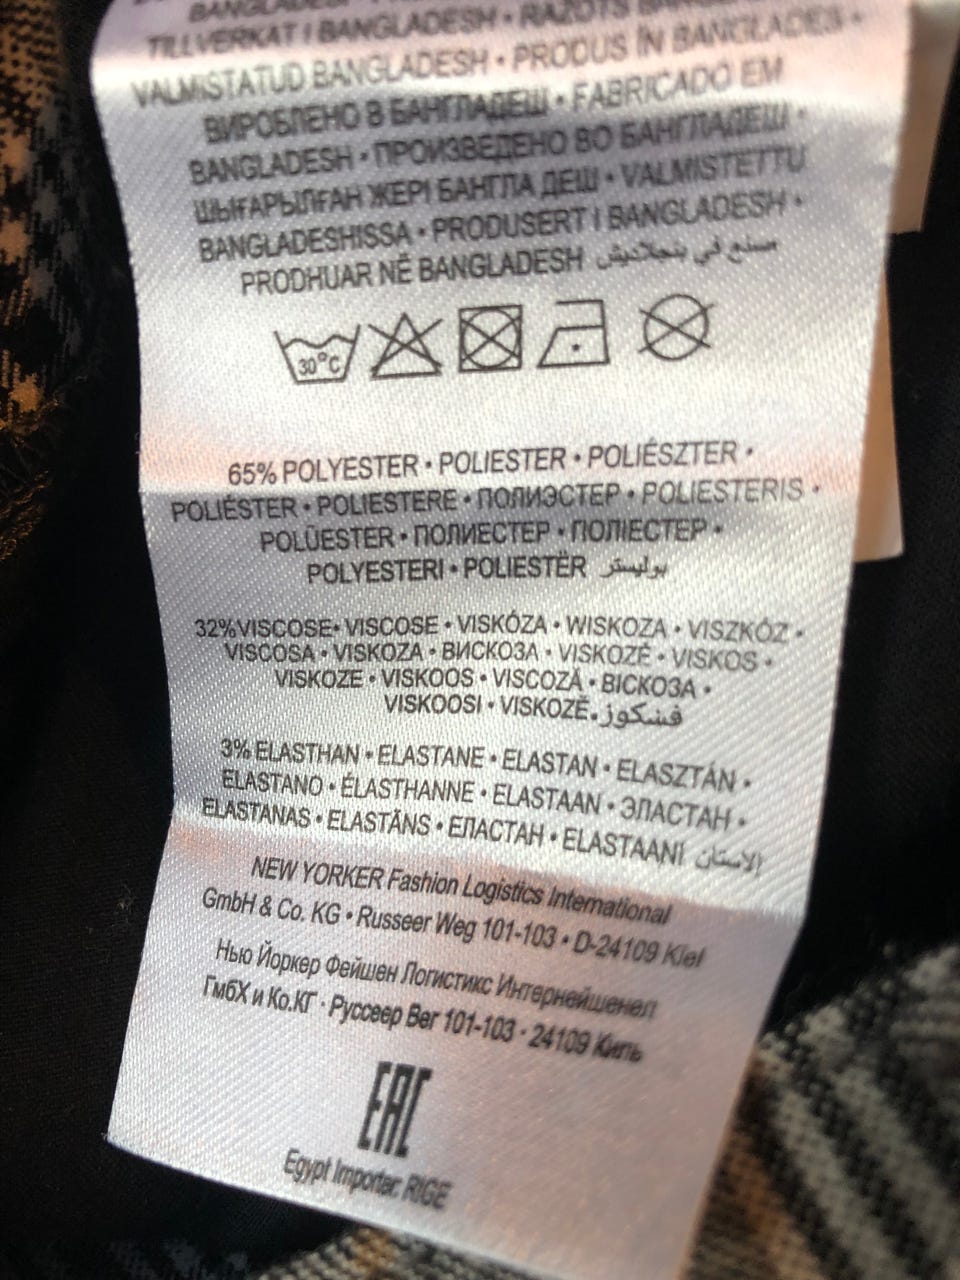 BANGLADESH •
TILLVERKAT I BANGLADESH • RAŽOTS BANGLADEŠĀ •
VALMISTATUD BANGLADESH • PRODUS ÎN BANGLADEȘ •
ВИРОБЛЕНО В БАНГЛАДЕШ • FABRICADO EM
BANGLADESH • ПРОИЗВЕДЕНО ВО БАНГЛАДЕШ •
ШЫҒАРЫЛҒАН ЖЕРІ БАНГЛА ДЕШ • VALMISTETTU
BANGLADESHISSA • PRODUSERT I BANGLADESH •
PRODHUAR NË BANGLADESH صنع في بنجلاديش
30°C
65% POLYESTER • POLIESTER • POLIÉSZTER •
POLIÉSTER • POLIESTERE • ПОЛИЭСТЕР • POLIESTERIS •
POLÜESTER • ПОЛИЕСТЕР • ПОЛІЕСТЕР •
POLYESTERI • POLIESTËR بوليستر
32%VISCOSE• VISCOSE • VISKÓZA • WISKOZA • VISZKÓZ •
VISCOSA • VISKOZA • ВИСКОЗА • VISKOZĖ • VISKOS •
VISKOZE • VISKOOS • VISCOZĂ • ВІСКОЗА •
VISKOOSI • VISKOZË. فسكوز
3% ELASTHAN • ELASTANE • ELASTAN • ELASZTÁN •
ELASTANO • ÉLASTHANNE • ELASTAAN • ЭЛАСТАН •
ELASTANAS • ELASTĀNS • ЕЛАСТАН • ELASTAANI الاستان
NEW YORKER Fashion Logistics International
GmbH & Co. KG • Russeer Weg 101-103 • D-24109 Kiel
Нью Йоркер Фейшен Логистикс Интернейшенел
ГмбХ и Ко.КГ · Руссеер Вег 101-103 · 24109 Киль
EAC
Egypt Importer: RIGE